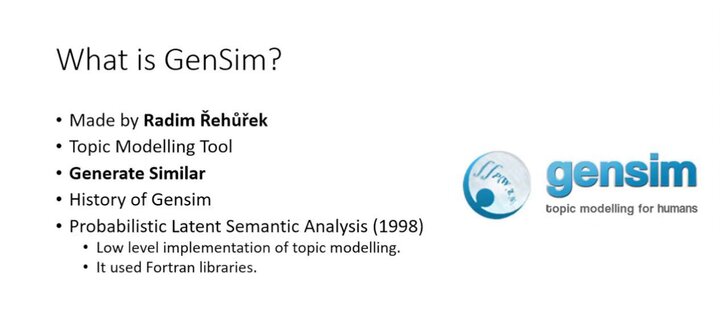 What is GenSim?
• Made by Radim Řehůřek
• Topic Modelling Tool
• Generate Similar
• History of Gensim
• Probabilistic Latent Semantic Analysis (1998)
• Low level implementation of topic modelling.
• It used Fortran libraries.
gensim
topic modelling for humans